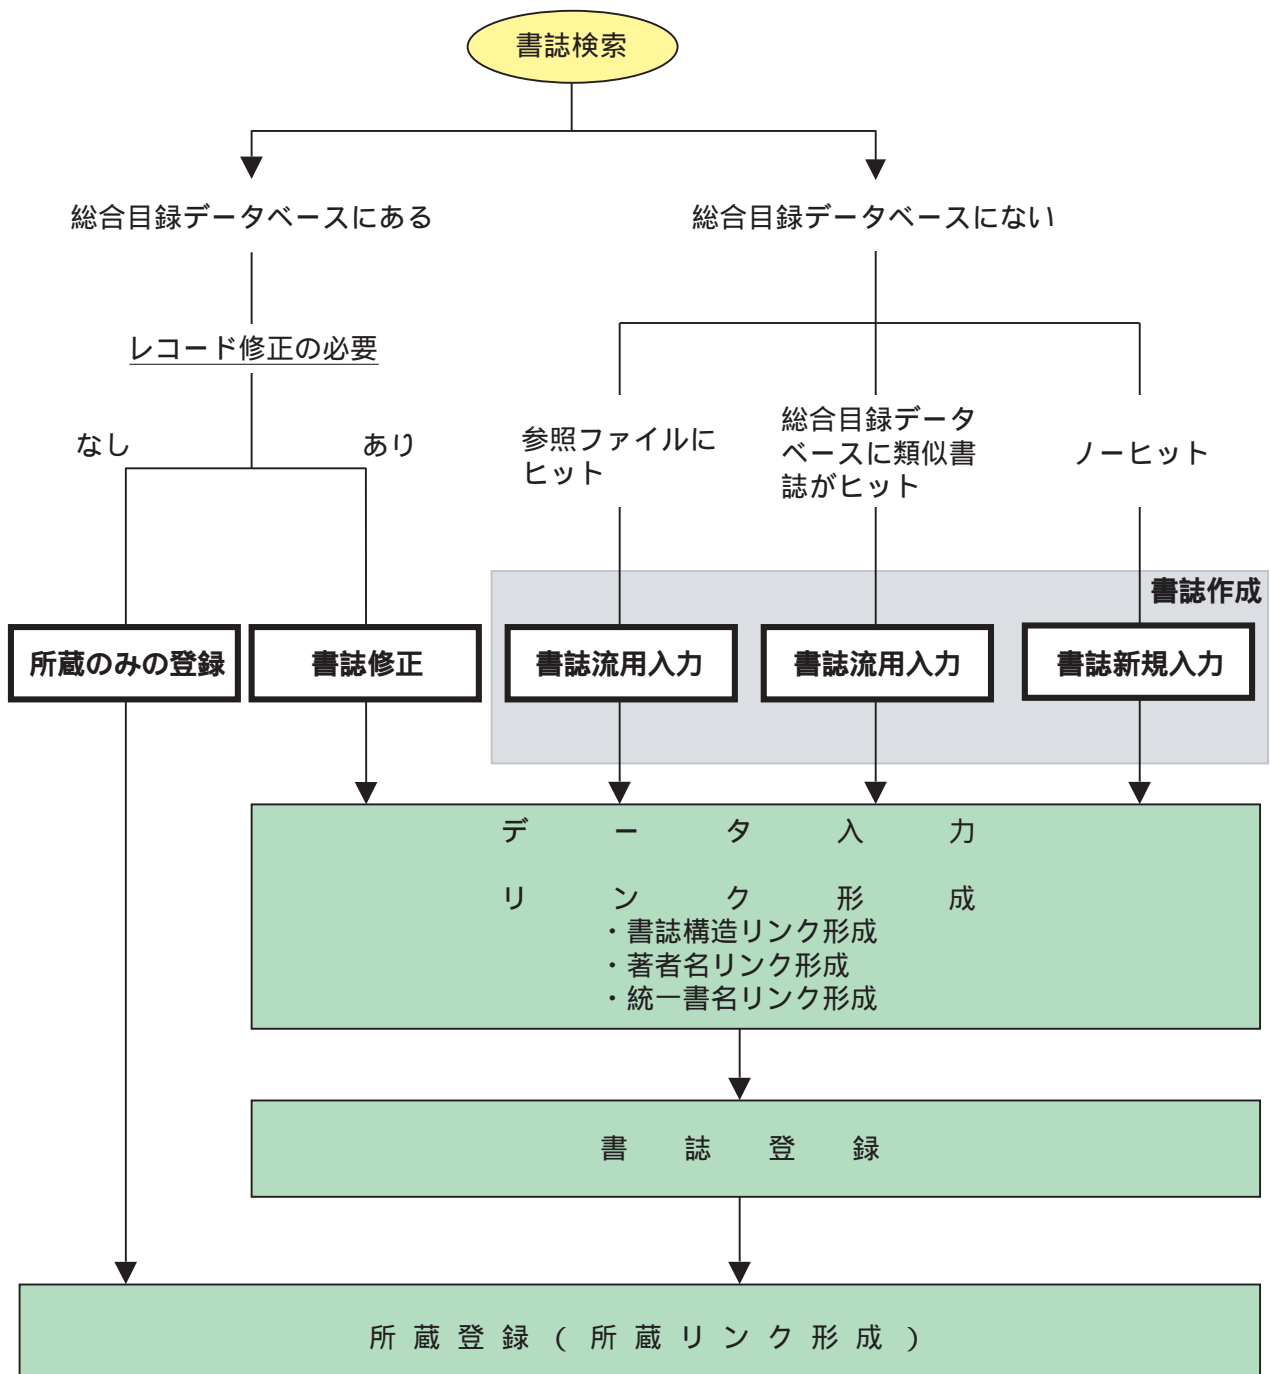 書誌検索
総合目録データベースにある
総合目録データベースにない
レコード修正の必要
なし
あり
参照ファイルに
ヒット
総合目録データ
ベースに類似書
誌がヒット
ノーヒット
書誌作成
所蔵のみの登録
書誌修正
書誌流用入力
書誌流用入力
書誌新規入力
データ入力
リンク形成
・書誌構造リンク形成
・著者名リンク形成
・統一書名リンク形成
書誌登録
所蔵登録(所蔵リンク形成)